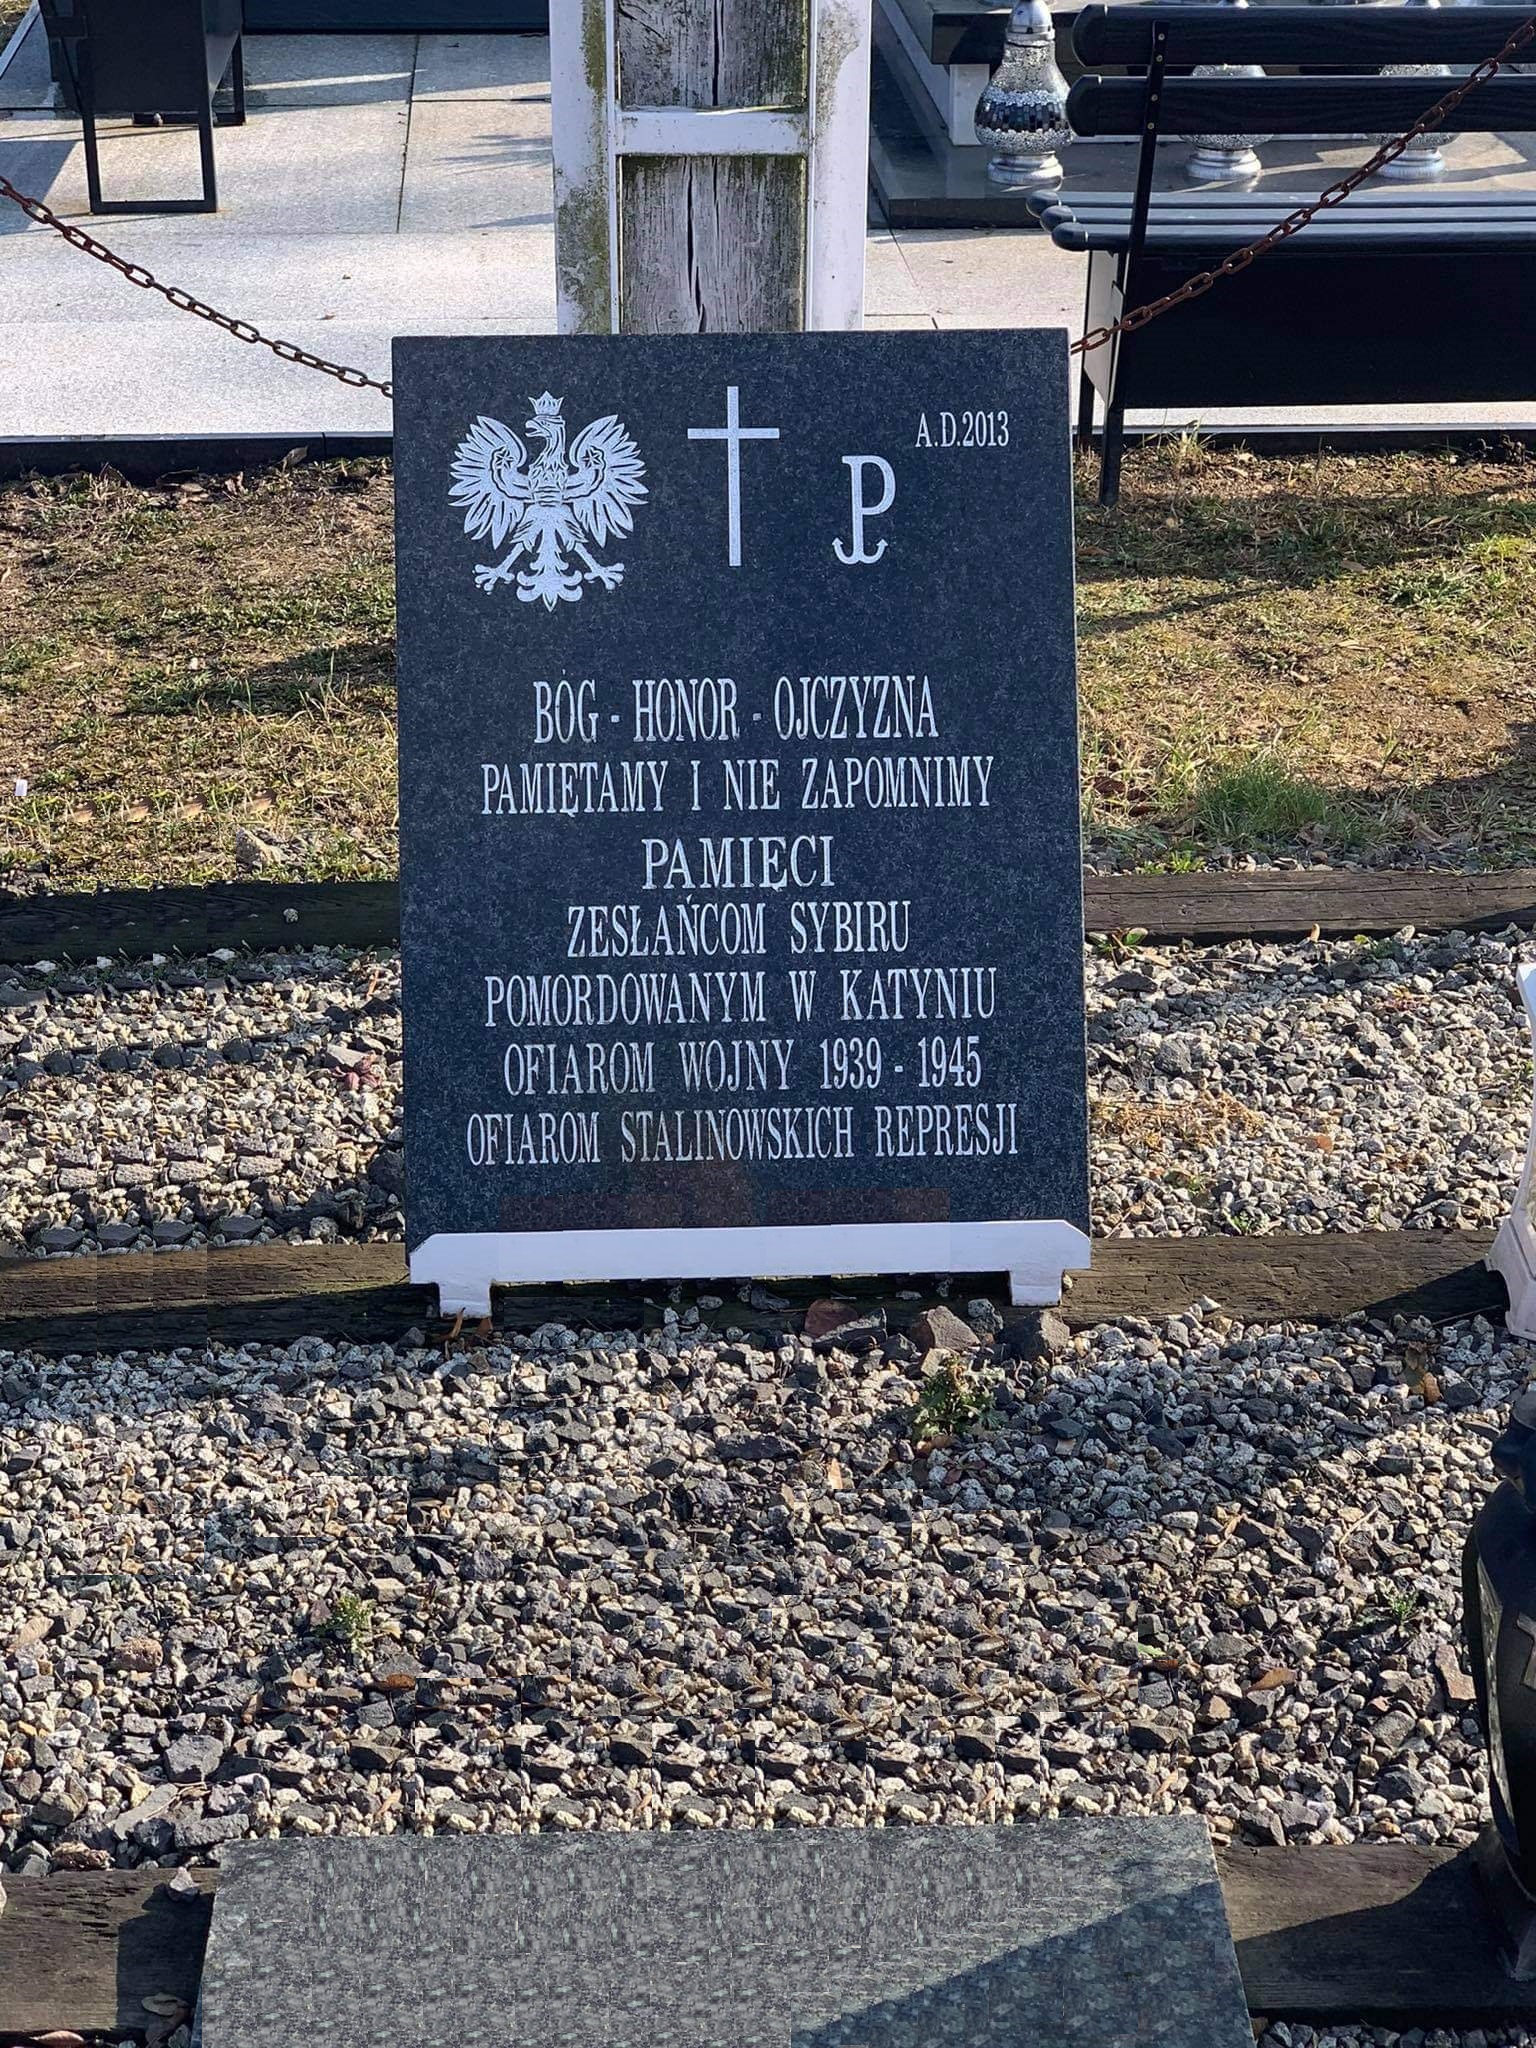 A.D.2013
P
BÓG - HONOR - OJCZYZNA
PAMIĘTAMY I NIE ZAPOMNIMY
PAMIĘCI
ZESŁAŃCOM SYBIRU
POMORDOWANYM W KATYNIU
OFIAROM WOJNY 1939 - 1945
OFIAROM STALINOWSKICH REPRESJI